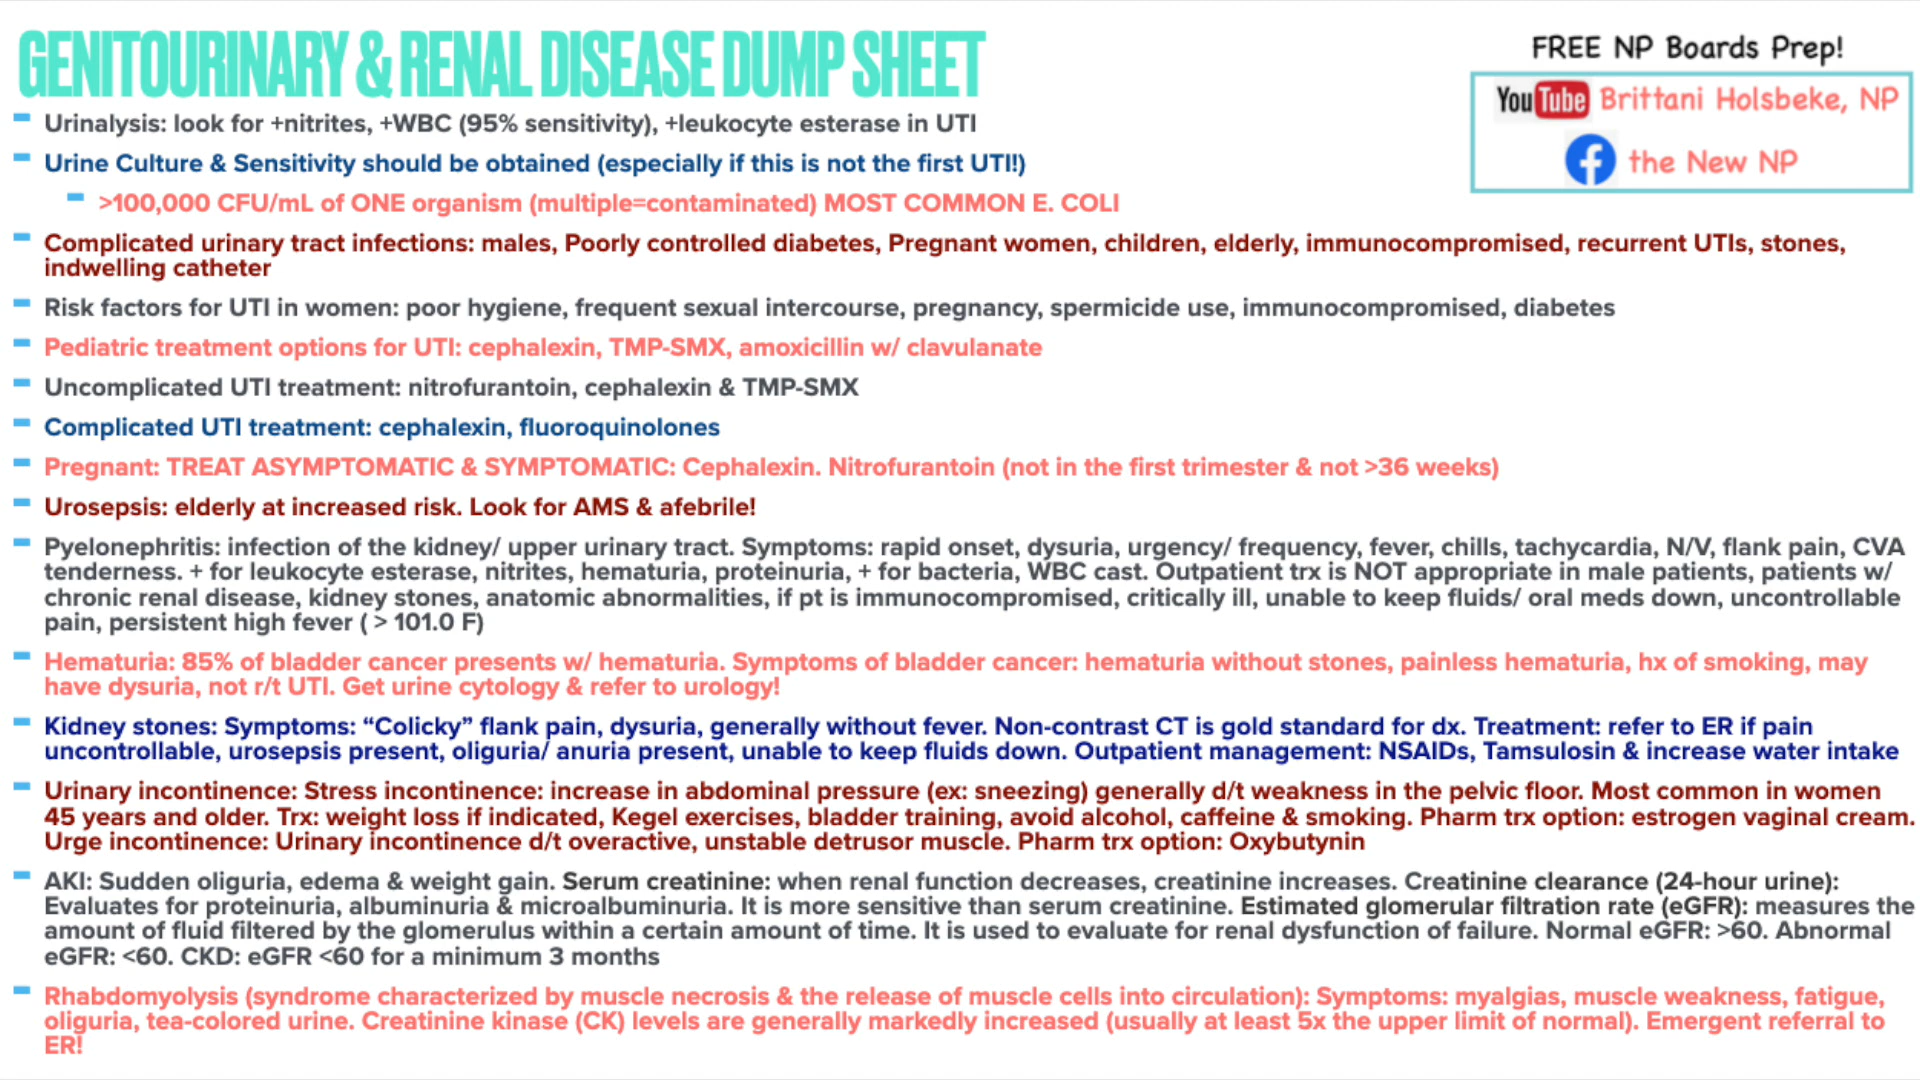 GENITOURINARY & RENAL DISEASE DUMP SHEET
FREE NP Boards Prep!
YouTube Brittani Holsbeke, NP
the New NP
Urinalysis: look for +nitrites, +WBC (95% sensitivity), +leukocyte esterase in UTI
Urine Culture & Sensitivity should be obtained (especially if this is not the first UTI!)
>100,000 CFU/mL of ONE organism (multiple=contaminated) MOST COMMON E. COLI
Complicated urinary tract infections: males, Poorly controlled diabetes, Pregnant women, children, elderly, immunocompromised, recurrent UTIs, stones,
indwelling catheter
Risk factors for UTI in women: poor hygiene, frequent sexual intercourse, pregnancy, spermicide use, immunocompromised, diabetes
Pediatric treatment options for UTI: cephalexin, TMP-SMX, amoxicillin w/ clavulanate
Uncomplicated UTI treatment: nitrofurantoin, cephalexin & TMP-SMX
Complicated UTI treatment: cephalexin, fluoroquinolones
Pregnant: TREAT ASYMPTOMATIC & SYMPTOMATIC: Cephalexin. Nitrofurantoin (not in the first trimester & not >36 weeks)
Urosepsis: elderly at increased risk. Look for AMS & afebrile!
Pyelonephritis: infection of the kidney/ upper urinary tract. Symptoms: rapid onset, dysuria, urgency/ frequency, fever, chills, tachycardia, N/V, flank pain, CVA
tenderness. + for leukocyte esterase, nitrites, hematuria, proteinuria, + for bacteria, WBC cast. Outpatient trx is NOT appropriate in male patients, patients w/
chronic renal disease, kidney stones, anatomic abnormalities, if pt is immunocompromised, critically ill, unable to keep fluids/ oral meds down, uncontrollable
pain, persistent high fever ( > 101.0 F)
Hematuria: 85% of bladder cancer presents w/ hematuria. Symptoms of bladder cancer: hematuria without stones, painless hematuria, hx of smoking, may
have dysuria, not r/t UTI. Get urine cytology & refer to urology!
Kidney stones: Symptoms: “Colicky” flank pain, dysuria, generally without fever. Non-contrast CT is gold standard for dx. Treatment: refer to ER if pain
uncontrollable, urosepsis present, oliguria/ anuria present, unable to keep fluids down. Outpatient management: NSAIDs, Tamsulosin & increase water intake
Urinary incontinence: Stress incontinence: increase in abdominal pressure (ex: sneezing) generally d/t weakness in the pelvic floor. Most common in women
45 years and older. Trx: weight loss if indicated, Kegel exercises, bladder training, avoid alcohol, caffeine & smoking. Pharm trx option: estrogen vaginal cream.
Urge incontinence: Urinary incontinence d/t overactive, unstable detrusor muscle. Pharm trx option: Oxybutynin
AKI: Sudden oliguria, edema & weight gain. Serum creatinine: when renal function decreases, creatinine increases. Creatinine clearance (24-hour urine):
Evaluates for proteinuria, albuminuria & microalbuminuria. It is more sensitive than serum creatinine. Estimated glomerular filtration rate (eGFR): measures the
amount of fluid filtered by the glomerulus within a certain amount of time. It is used to evaluate for renal dysfunction of failure. Normal eGFR: >60. Abnormal
eGFR: <60. CKD: eGFR <60 for a minimum 3 months
Rhabdomyolysis (syndrome characterized by muscle necrosis & the release of muscle cells into circulation): Symptoms: myalgias, muscle weakness, fatigue,
oliguria, tea-colored urine. Creatinine kinase (CK) levels are generally markedly increased (usually at least 5x the upper limit of normal). Emergent referral to
ER!